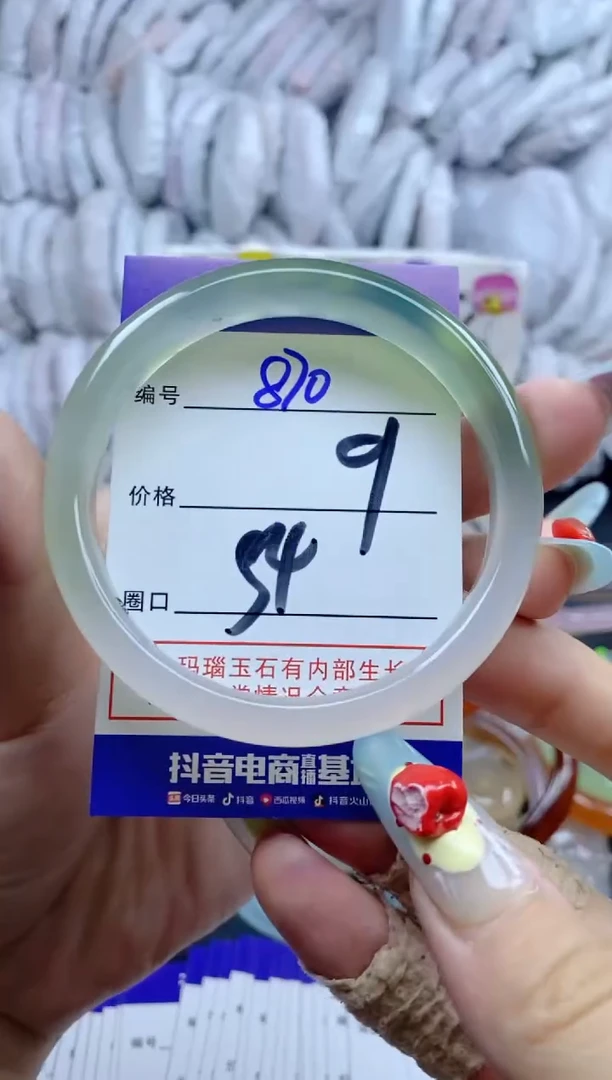 编号 870
价格 9
圈口 54
玛瑙玉石有内部生长
抖音电商直播基
今日头条 抖音 西瓜视频 抖音火山
编号